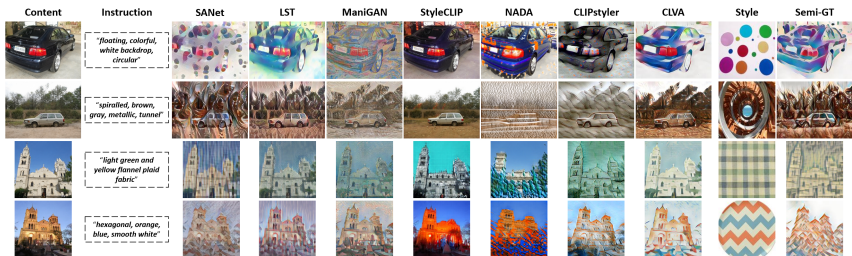 Content Instruction SANet LST ManiGAN StyleCLIP NADA CLIPstyler CLVA Style Semi-GT
"floating, colorful,
white backdrop,
circular"
"spiralled, brown,
gray, metallic, tunnel"
"light green and
yellow flannel plaid
fabric"
"hexagonal, orange,
blue, smooth white"